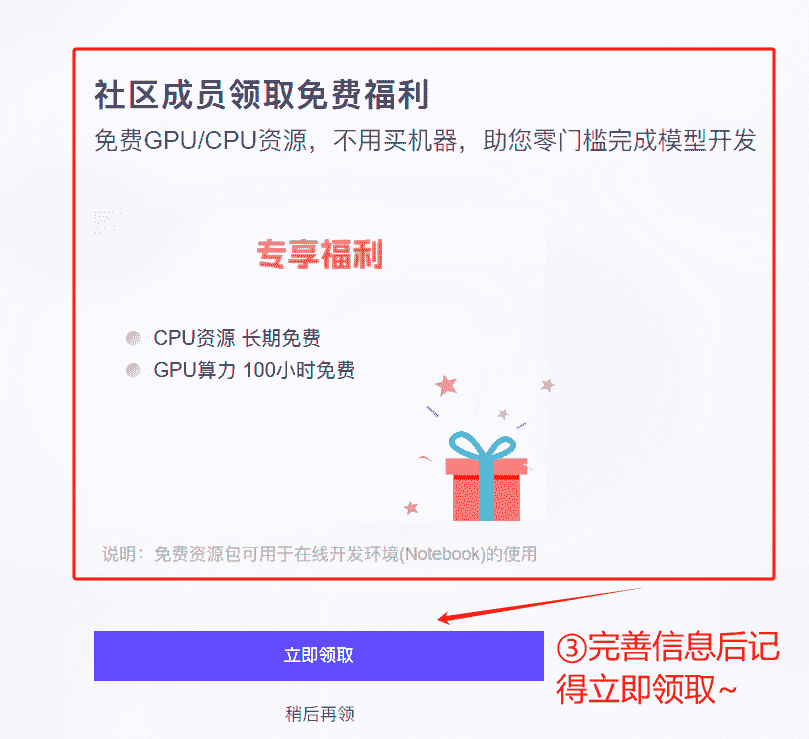 社区成员领取免费福利
免费GPU/CPU资源，不用买机器，助您零门槛完成模型开发
专享福利
CPU资源 长期免费
GPU算力 100小时免费
说明：免费资源包可用于在线开发环境(Notebook)的使用
立即领取
③完善信息后记
得立即领取~
稍后再领